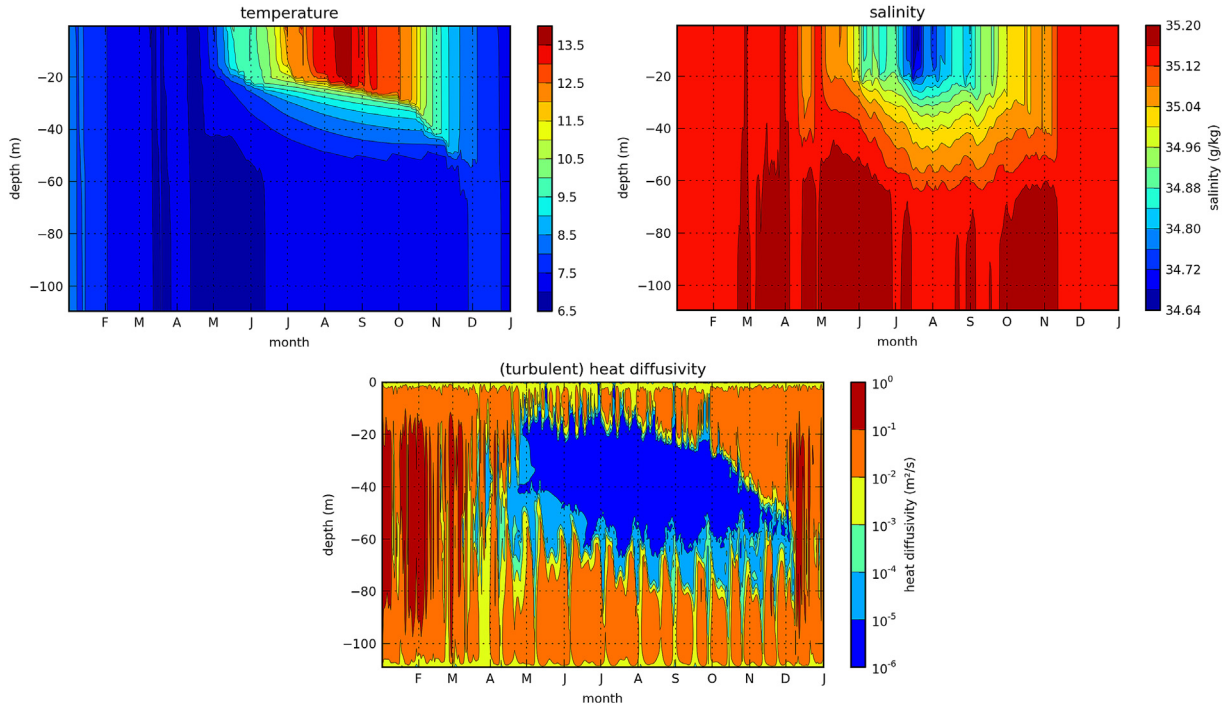 temperature
depth (m)
−20
−40
−60
−80
−100
F M A M J J A S O N D J
month
13.5
12.5
11.5
10.5
9.5
8.5
7.5
6.5
salinity
depth (m)
0
−20
−40
−60
−80
−100
F M A M J J A S O N D J
month
35.20
35.12
35.04
34.96
34.88
34.80
34.72
34.64
salinity (g/kg)
(turbulent) heat diffusivity
depth (m)
0
−20
−40
−60
−80
−100
F M A M J J A S O N D J
month
10⁰
10⁻¹
10⁻²
10⁻³
10⁻⁴
10⁻⁵
10⁻⁶
heat diffusivity (m²/s)